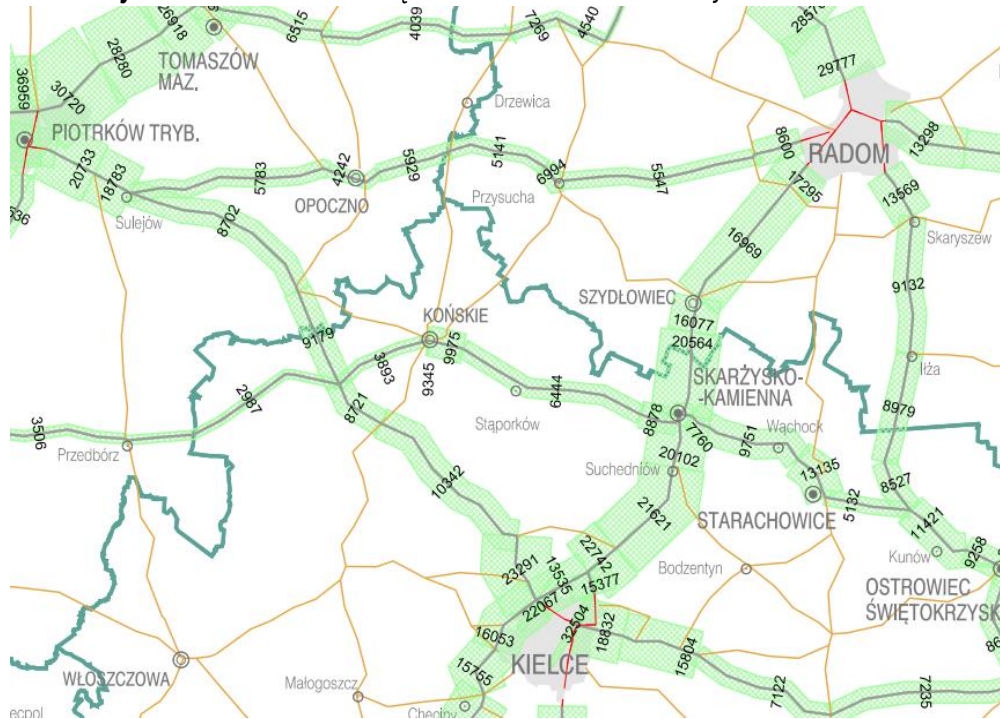 26918
6515
4039
7269
4540
28280
TOMASZÓW
MAZ.
29777
36969
30720
Drzewica
PIOTRKÓW TRYB.
20733
18783
5783
4242
5929
5141
6994
5547
8600
RADOM
13298
17295
13569
OPOCZNO
Przysucha
Sulejów
8702
16969
Skaryszew
9132
SZYDŁOWIEC
16077
KOŃSKIE
9179
9975
20564
3893
9345
SKARŻYSKO-
-KAMIENNA
Iłża
2987
8721
6444
8979
3506
Stąporków
8878
7760
9751
Wąchock
Przedbórz
20102
13135
Suchedniów
8527
10342
21621
5132
STARACHOWICE
11421
Kunów
9258
23291
13535
22742
15377
Bodzentyn
OSTROWIEC
ŚWIĘTOKRZYSK
22067
16053
32504
18832
15804
KIELCE
15755
WŁOSZCZOWA
Małogoszcz
7122
7235
Chęciny
ecpol